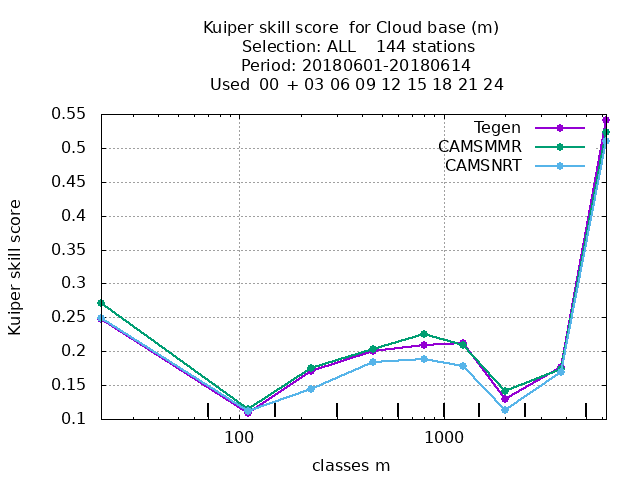 Kuiper skill score  for Cloud base (m)
Selection: ALL    144 stations
Period: 20180601-20180614
Used  00 + 03 06 09 12 15 18 21 24
Tegen
CAMSMMR
CAMSNRT
0.55
0.5
0.45
0.4
0.35
0.3
0.25
0.2
0.15
0.1
Kuiper skill score
100 1000
classes m